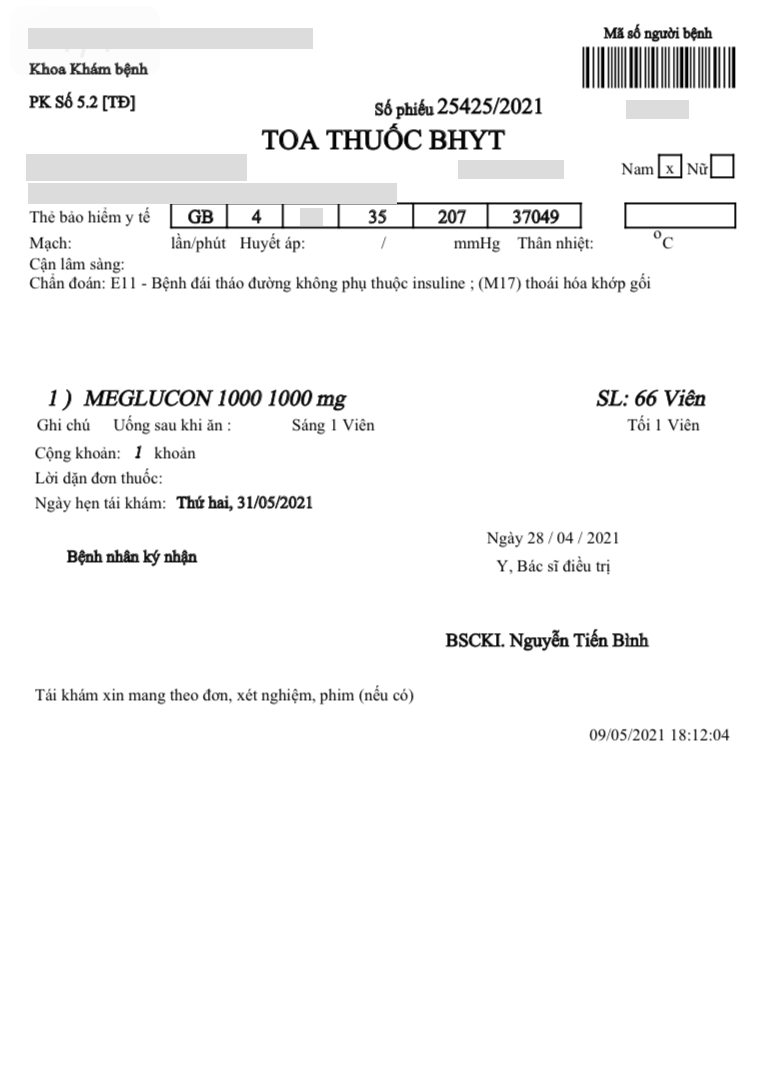 Mã số người bệnh
Khoa Khám bệnh
PK Số 5.2 [TĐ]
Số phiếu 25425/2021
TOA THUỐC BHYT
Nam x Nữ
Thẻ bảo hiểm y tế GB 4 35 207 37049
Mạch: lần/phút Huyết áp: / mmHg Thân nhiệt: °C
Cận lâm sàng:
Chẩn đoán: E11 - Bệnh đái tháo đường không phụ thuộc insuline ; (M17) thoái hóa khớp gối
1 ) MEGLUCON 1000 1000 mg SL: 66 Viên
Ghi chú Uống sau khi ăn : Sáng 1 Viên Tối 1 Viên
Cộng khoản: 1 khoản
Lời dặn đơn thuốc:
Ngày hẹn tái khám: Thứ hai, 31/05/2021
Ngày 28 / 04 / 2021
Bệnh nhân ký nhận
Y, Bác sĩ điều trị
BSCKI. Nguyễn Tiến Bình
Tái khám xin mang theo đơn, xét nghiệm, phim (nếu có)
09/05/2021 18:12:04